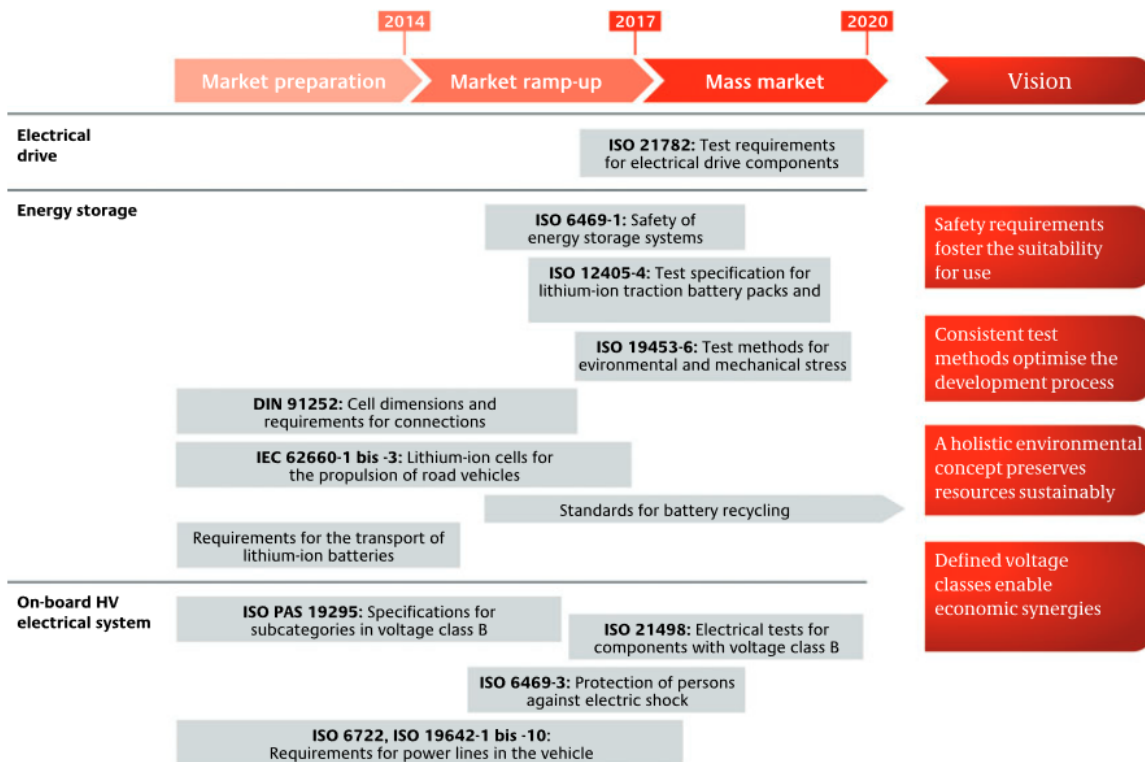 2014
2017
2020
Market preparation
Market ramp-up
Mass market
Vision
Electrical
drive
ISO 21782: Test requirements
for electrical drive components
Energy storage
ISO 6469-1: Safety of
energy storage systems
ISO 12405-4: Test specification for
lithium-ion traction battery packs and
ISO 19453-6: Test methods for
evironmental and mechanical stress
DIN 91252: Cell dimensions and
requirements for connections
IEC 62660-1 bis -3: Lithium-ion cells for
the propulsion of road vehicles
Standards for battery recycling
Requirements for the transport of
lithium-ion batteries
Safety requirements
foster the suitability
for use
Consistent test
methods optimise the
development process
A holistic environmental
concept preserves
resources sustainably
Defined voltage
classes enable
economic synergies
On-board HV
electrical system
ISO PAS 19295: Specifications for
subcategories in voltage class B
ISO 21498: Electrical tests for
components with voltage class B
ISO 6469-3: Protection of persons
against electric shock
ISO 6722, ISO 19642-1 bis -10:
Requirements for power lines in the vehicle